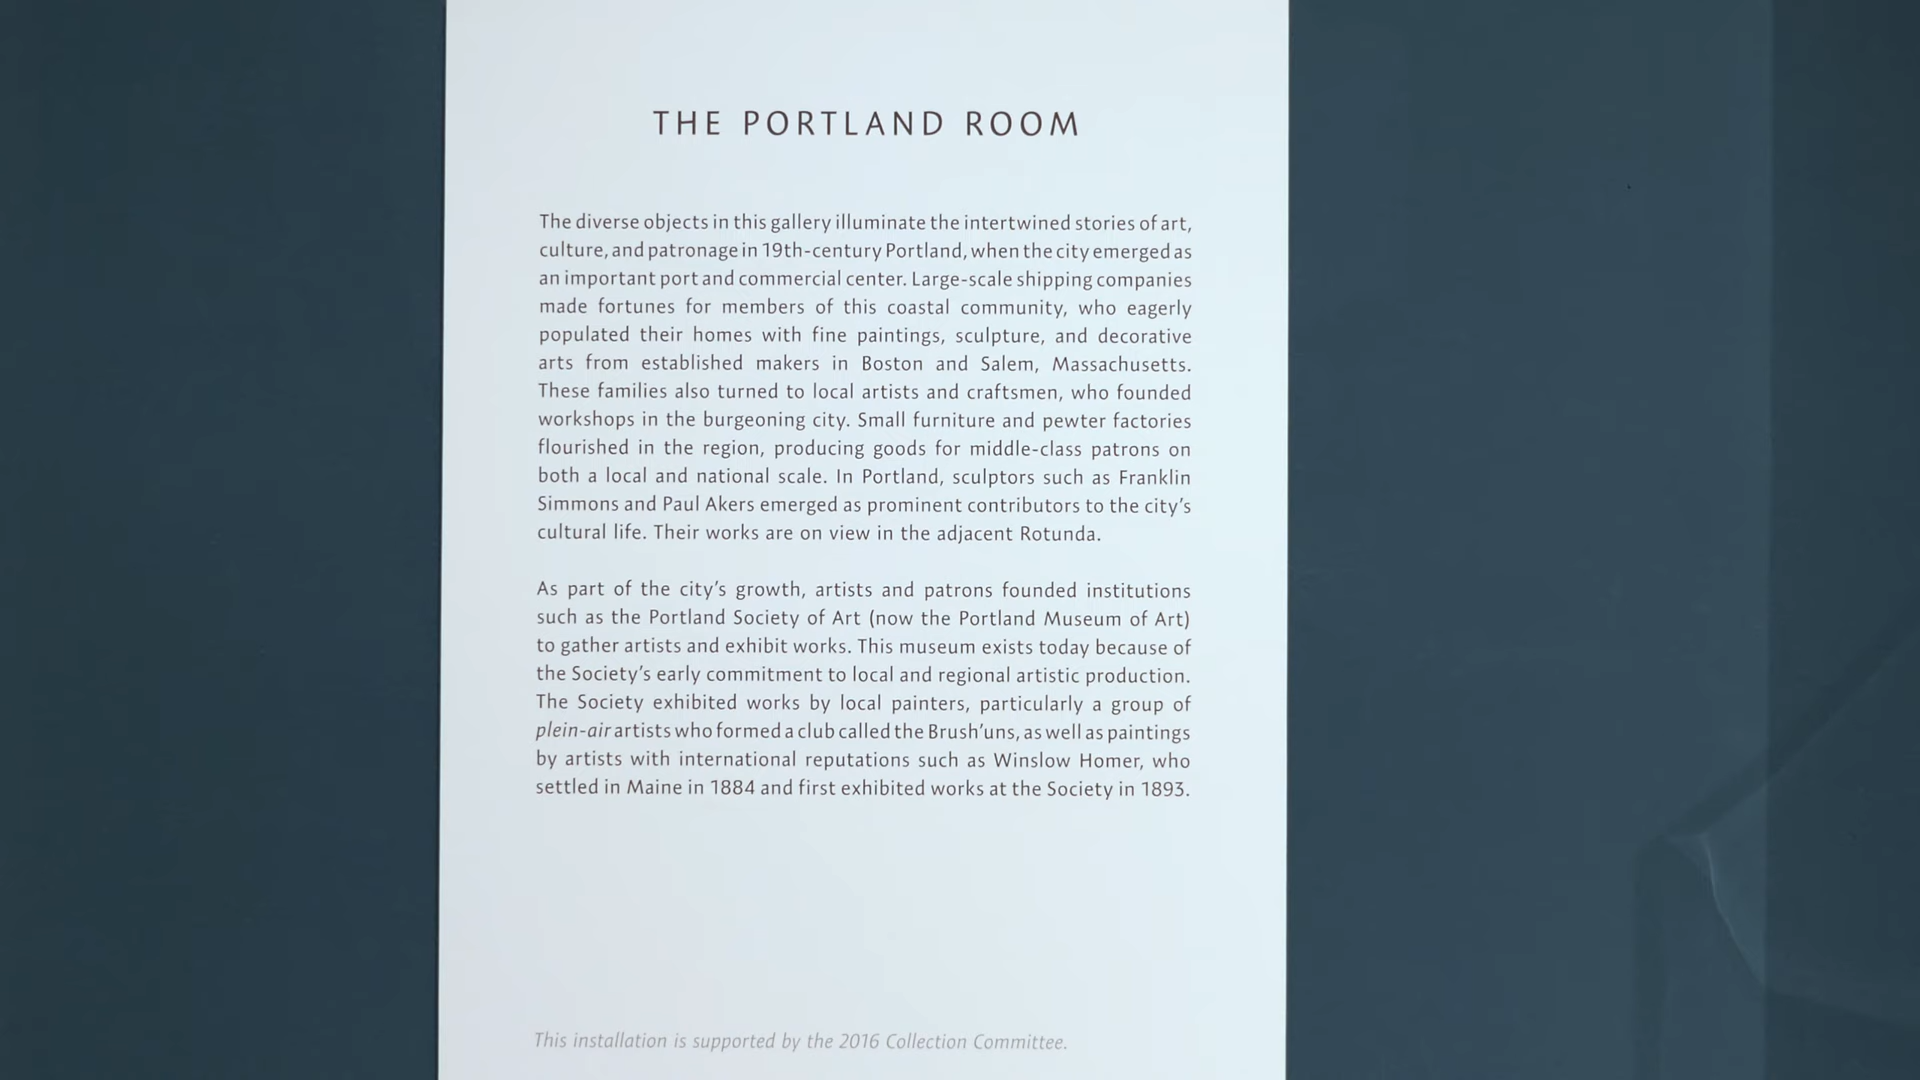 THE PORTLAND ROOM
The diverse objects in this gallery illuminate the intertwined stories of art,
culture, and patronage in 19th-century Portland, when the city emerged as
an important port and commercial center. Large-scale shipping companies
made fortunes for members of this coastal community, who eagerly
populated their homes with fine paintings, sculpture, and decorative
arts from established makers in Boston and Salem, Massachusetts.
These families also turned to local artists and craftsmen, who founded
workshops in the burgeoning city. Small furniture and pewter factories
flourished in the region, producing goods for middle-class patrons on
both a local and national scale. In Portland, sculptors such as Franklin
Simmons and Paul Akers emerged as prominent contributors to the city’s
cultural life. Their works are on view in the adjacent Rotunda.
As part of the city’s growth, artists and patrons founded institutions
such as the Portland Society of Art (now the Portland Museum of Art)
to gather artists and exhibit works. This museum exists today because of
the Society’s early commitment to local and regional artistic production.
The Society exhibited works by local painters, particularly a group of
plein-air artists who formed a club called the Brush’uns, as well as paintings
by artists with international reputations such as Winslow Homer, who
settled in Maine in 1884 and first exhibited works at the Society in 1893.
This installation is supported by the 2016 Collection Committee.